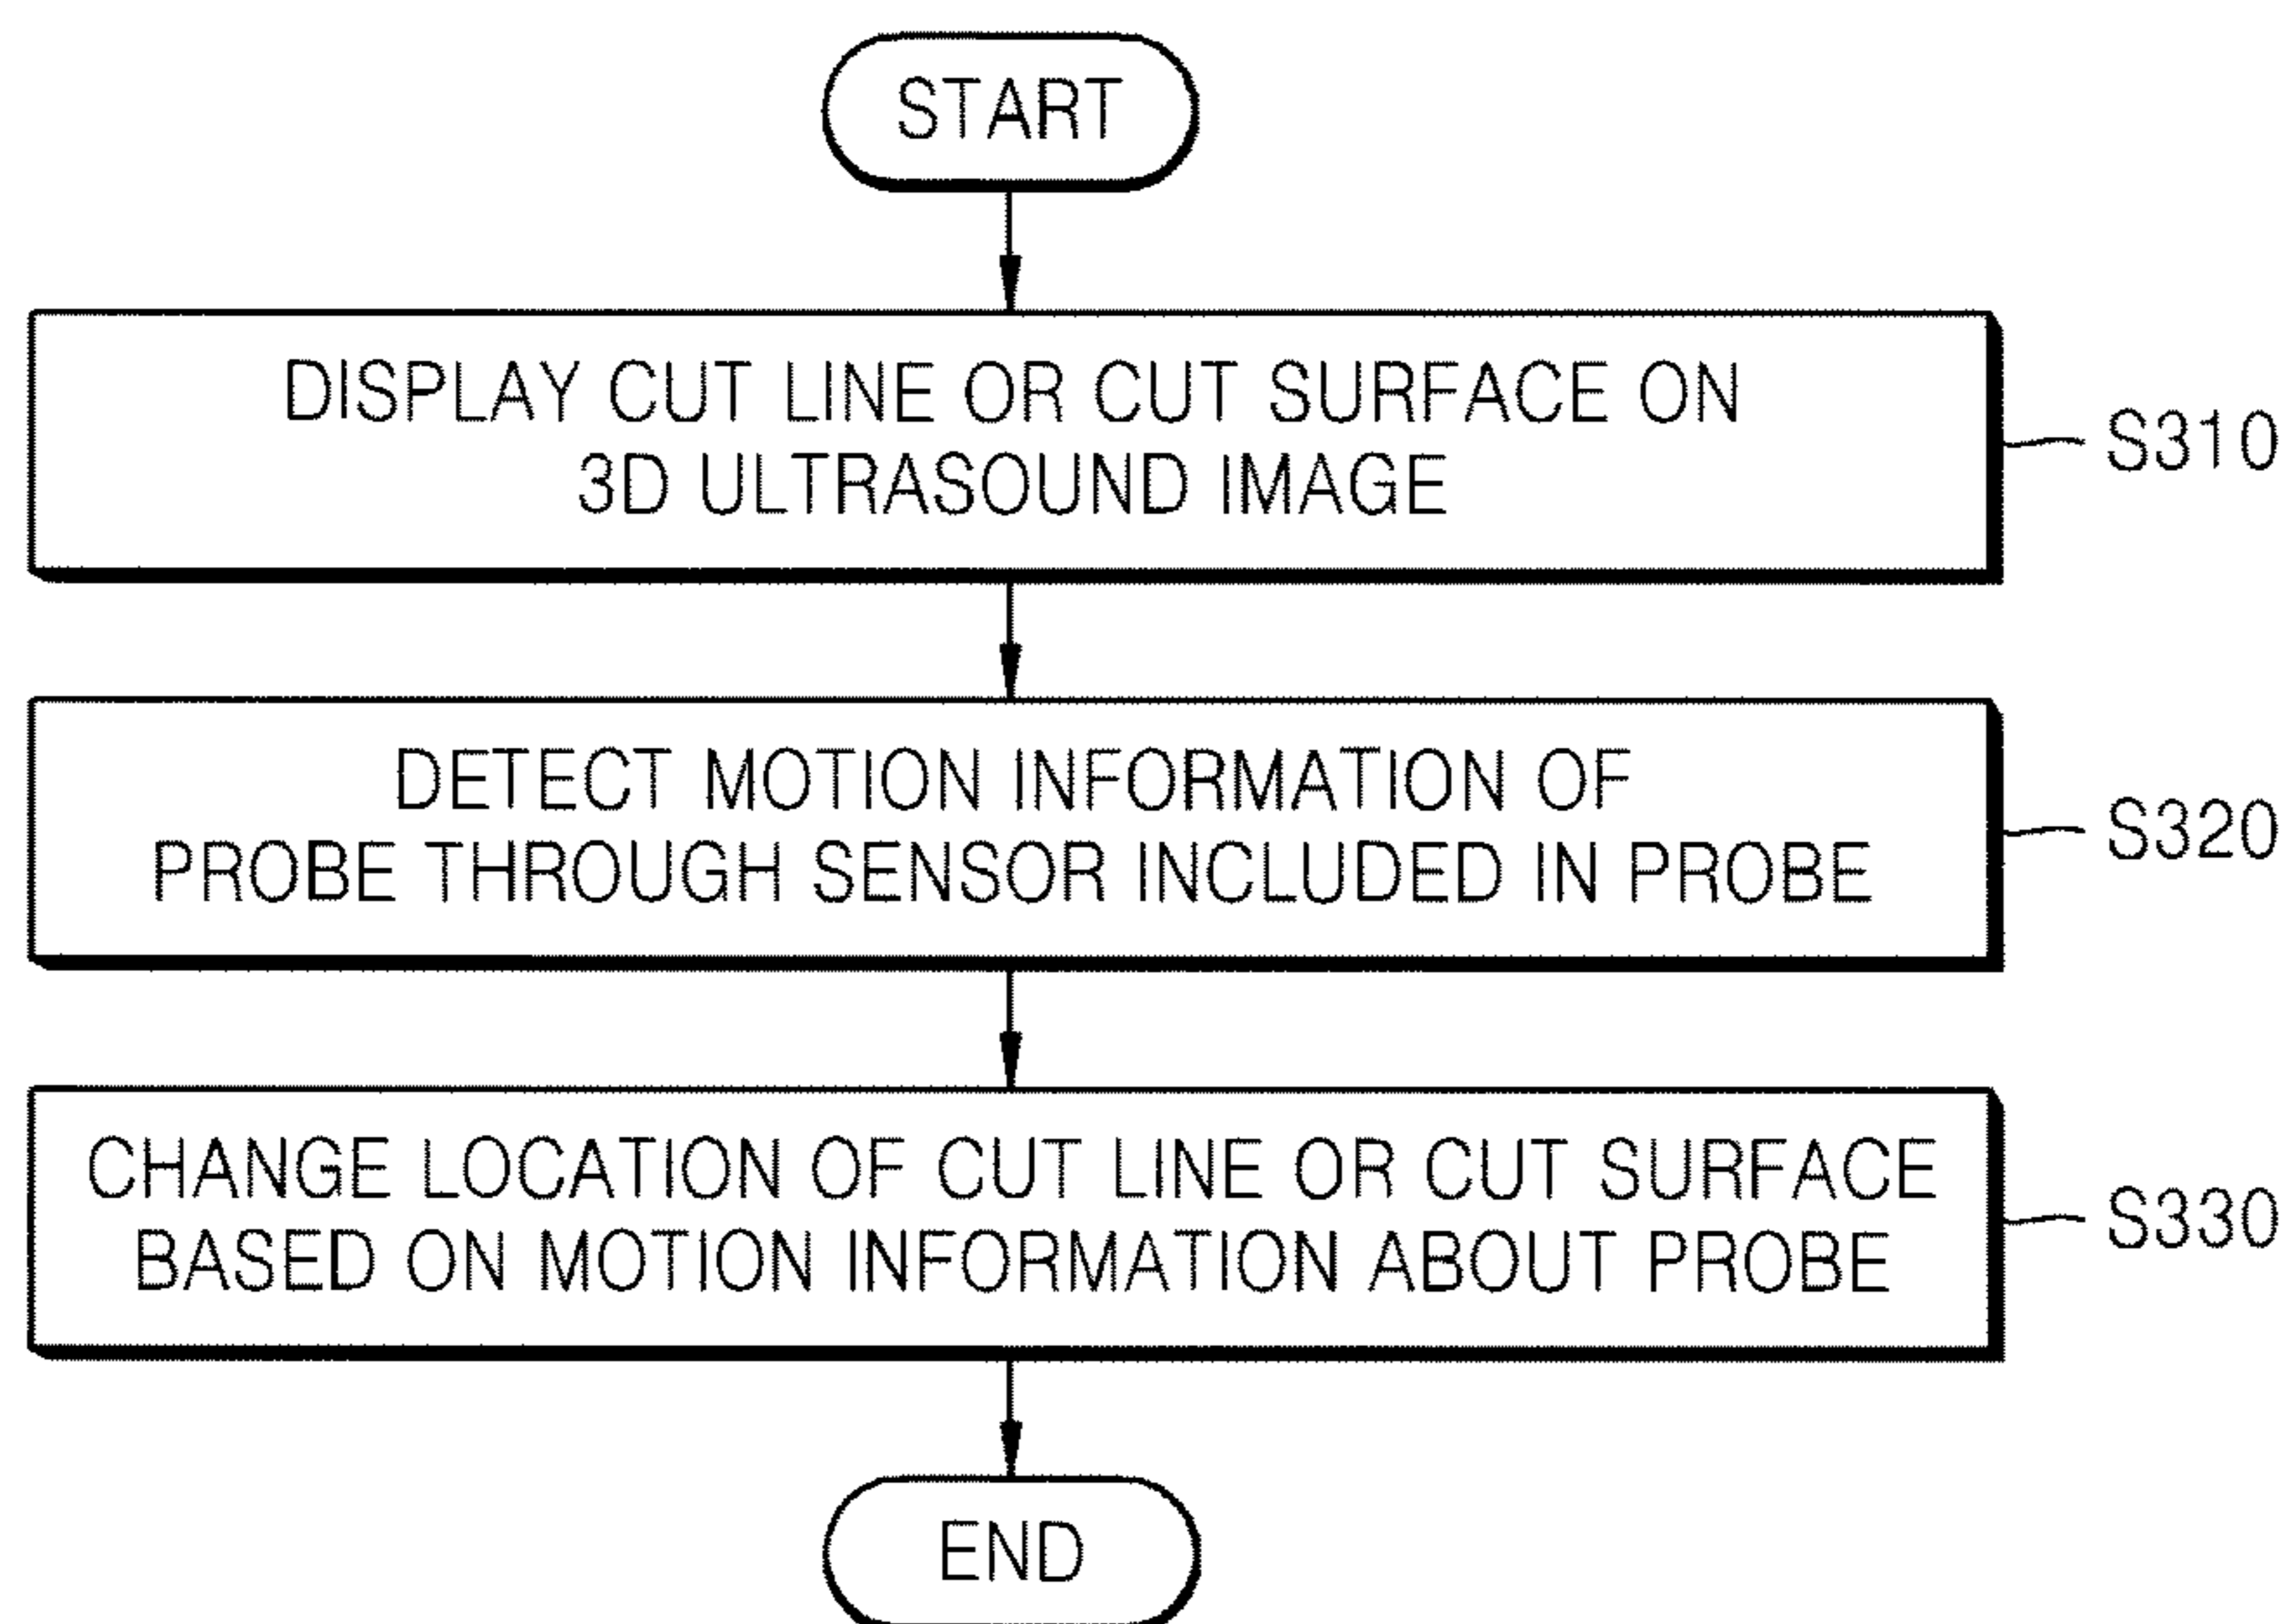 START
DISPLAY CUT LINE OR CUT SURFACE ON
3D ULTRASOUND IMAGE
S310
DETECT MOTION INFORMATION OF
PROBE THROUGH SENSOR INCLUDED IN PROBE
S320
CHANGE LOCATION OF CUT LINE OR CUT SURFACE
BASED ON MOTION INFORMATION ABOUT PROBE
S330
END